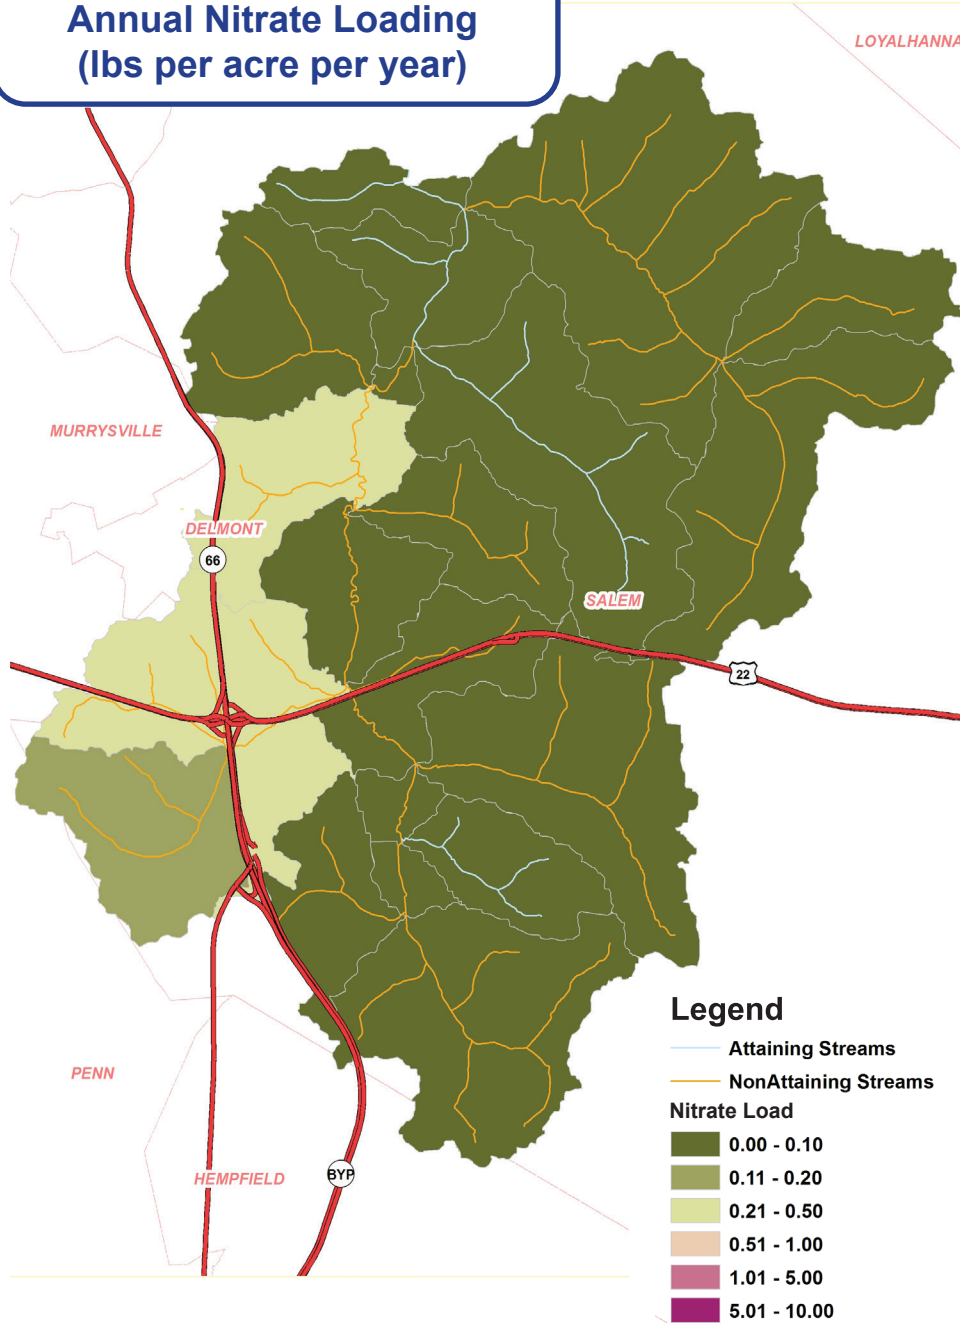 Annual Nitrate Loading
(lbs per acre per year)
LOYALHANNA
MURRYSVILLE
DELMONT
66
SALEM
22
PENN
HEMPFIELD
BYP
Legend
Attaining Streams
NonAttaining Streams
Nitrate Load
0.00 - 0.10
0.11 - 0.20
0.21 - 0.50
0.51 - 1.00
1.01 - 5.00
5.01 - 10.00